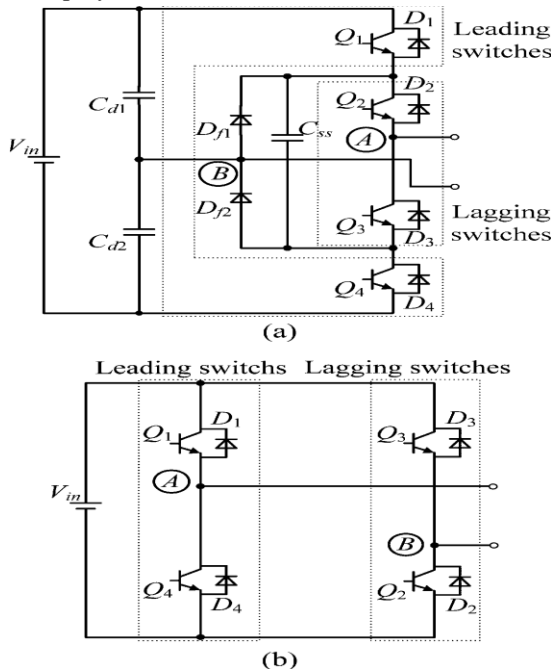 D1
Leading
switches
Q1
D2
Q2
Cd1
Df1
Css
A
Vin
B
Cd2
Df2
Q3
Lagging
switches
D3
Q4
D4
(a)
Leading switchs
Lagging switches
Q1
D1
Q3
D3
A
Vin
B
Q4
D4
Q2
D2
(b)